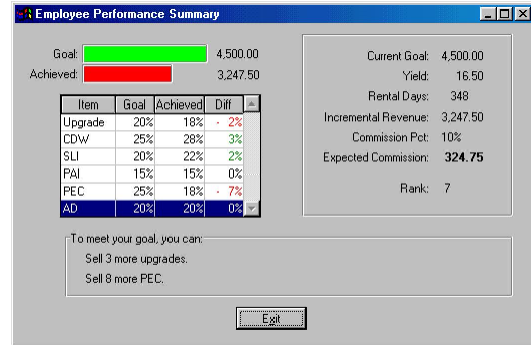 Employee Performance Summary
Goal: 4,500.00
Achieved: 3,247.50
Item Goal Achieved Diff
Upgrade 20% 18% - 2%
CDW 25% 28% 3%
SLI 20% 22% 2%
PAI 15% 15% 0%
PEC 25% 18% - 7%
AD 20% 20% 0%
Current Goal: 4,500.00
Yield: 16.50
Rental Days: 348
Incremental Revenue: 3,247.50
Commission Pct: 10%
Expected Commission: 324.75
Rank: 7
To meet your goal, you can:
Sell 3 more upgrades.
Sell 8 more PEC.
Exit